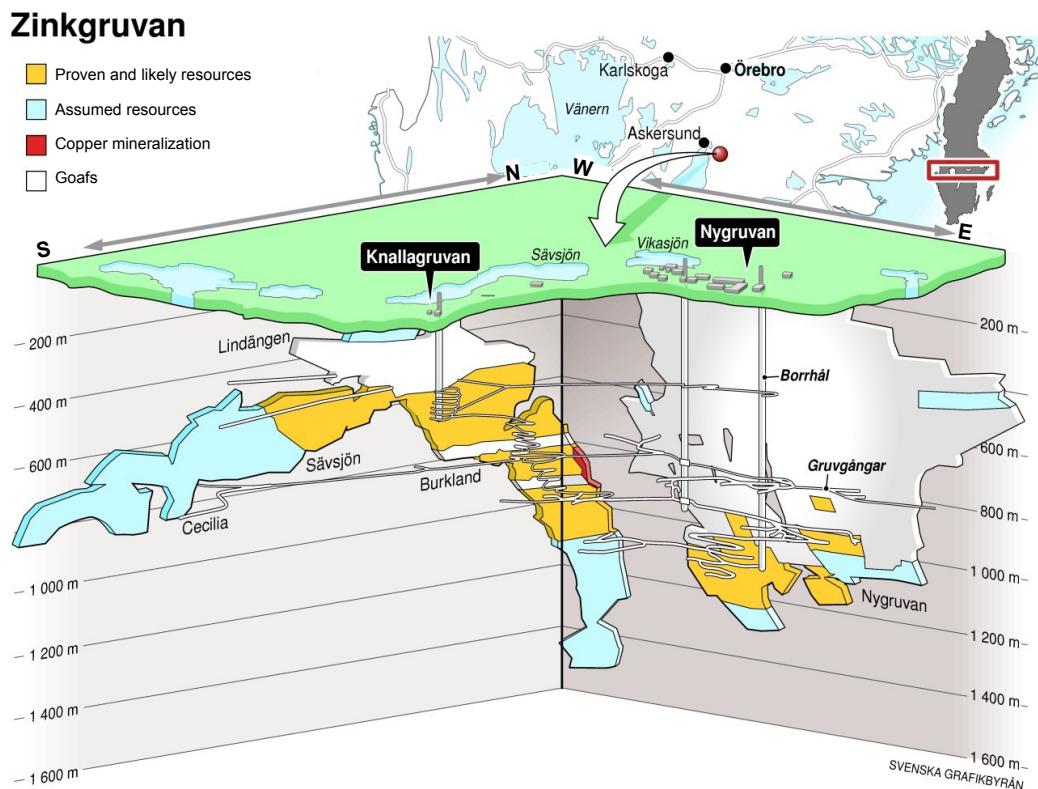 Zinkgruvan
Proven and likely resources
Assumed resources
Copper mineralization
Goafs
Karlskoga
Örebro
Vänern
Askersund
N
W
S
E
Knallagruvan
Sävsjön
Vikasjön
Nygruvan
Lindängen
Borrhål
Sävsjön
Burkland
Gruvgångar
Cecilia
Nygruvan
200 m
400 m
600 m
1 000 m
1 200 m
1 400 m
1 600 m
200 m
600 m
800 m
1 000 m
1 200 m
1 400 m
1 600 m
SVENSKA GRAFIKBYRÅN